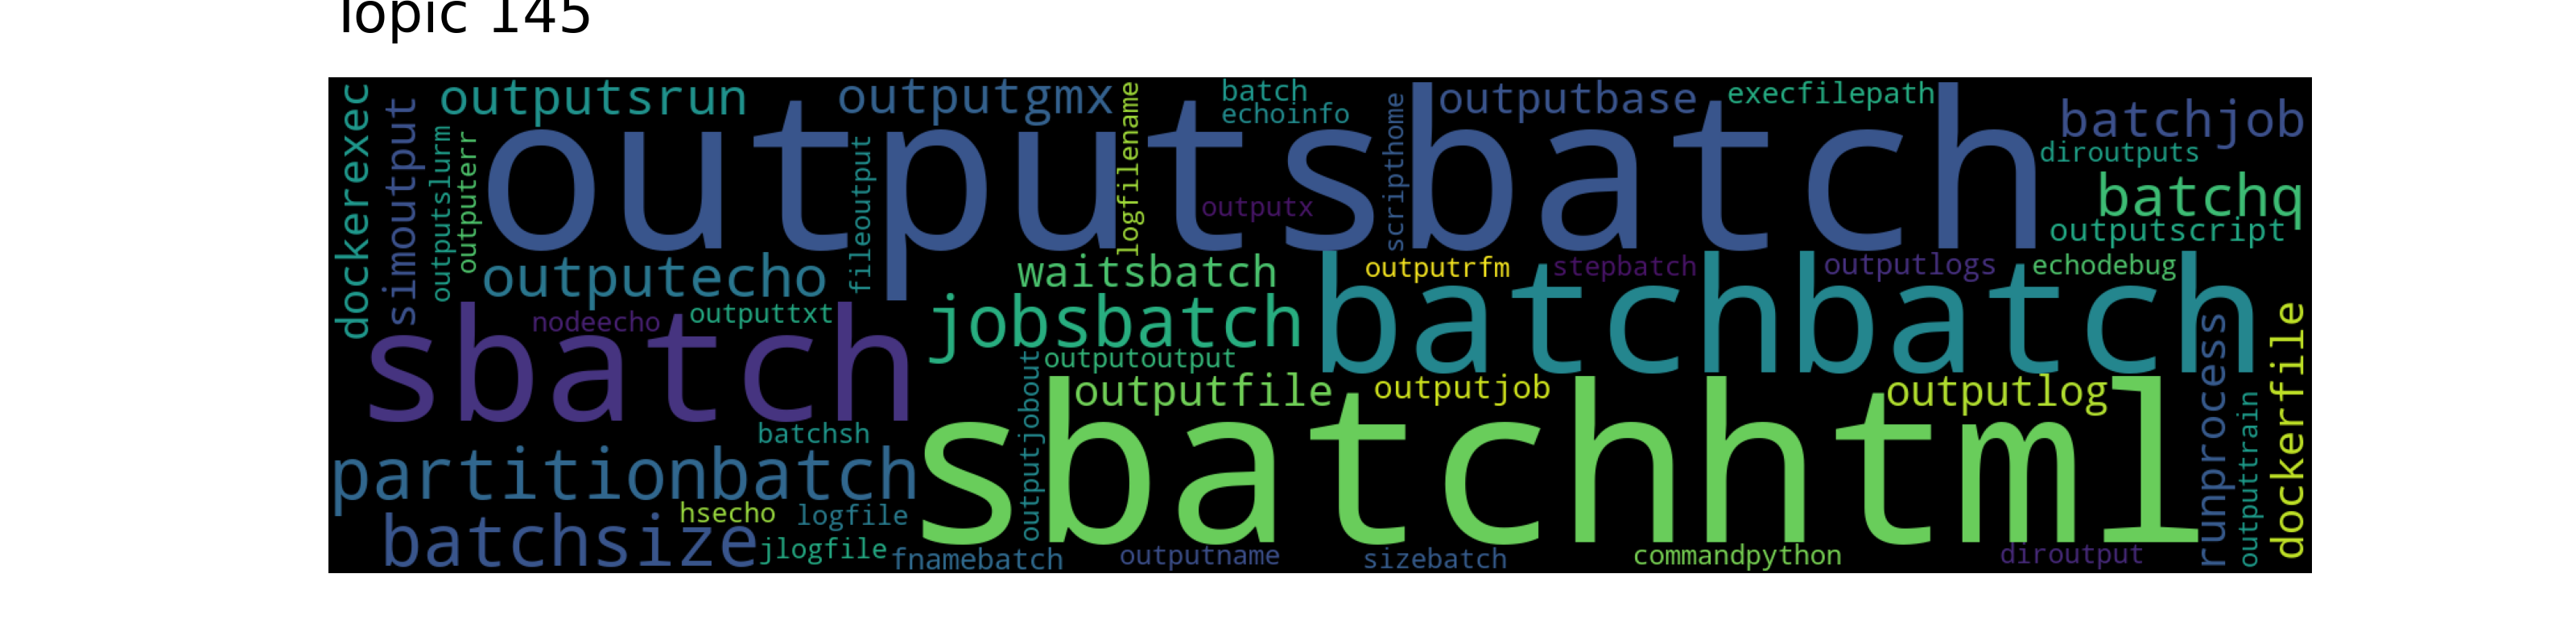 Topic 145
dockerexec
simoutput
outputslurm
outputerr
outputsrun
outputgmx
logfilename
batch
echoinfo
scripthome
outputbase
execfilepath
batchjob
diroutputs
batchq
outputscript
outputsbatch
fileoutput
outputx
outputecho
waitsbatch
outputrfm
stepbatch
outputlogs
echodebug
sbatch
nodeecho
outputtxt
jobsbatch
batchbatch
outputoutput
outputjobout
outputfile
outputjob
outputlog
runprocess
outputtrain
dockerfile
batchsh
sbatchhtml
partitionbatch
hsecho
logfile
batchsize
jlogfile
fnamebatch
outputname
sizebatch
commandpython
diroutput